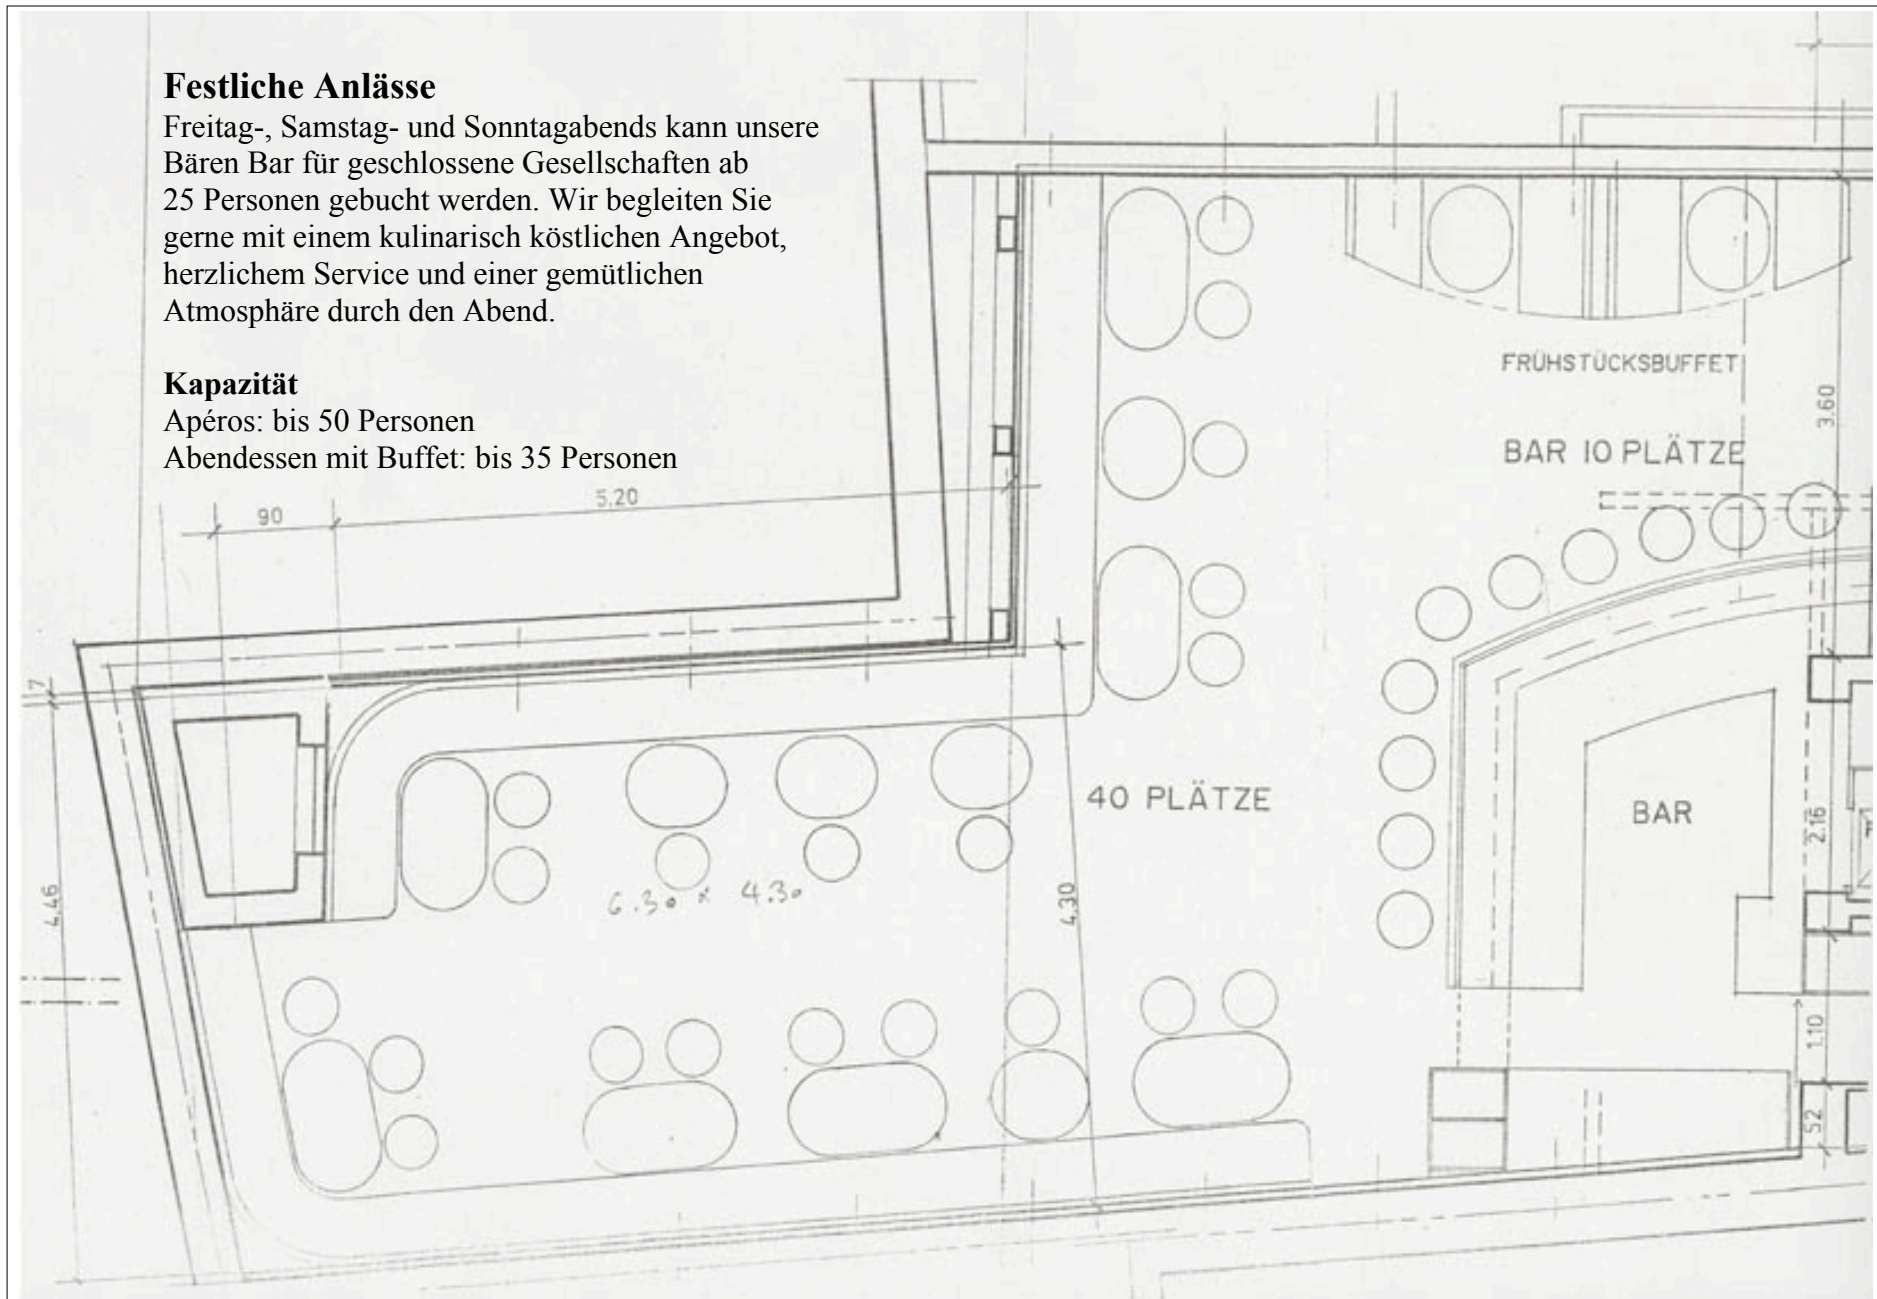 Festliche Anlässe
Freitag-, Samstag- und Sonntagabends kann unsere
Bären Bar für geschlossene Gesellschaften ab
25 Personen gebucht werden. Wir begleiten Sie
gerne mit einem kulinarisch köstlichen Angebot,
herzlichem Service und einer gemütlichen
Atmosphäre durch den Abend.
Kapazität
Apéros: bis 50 Personen
Abendessen mit Buffet: bis 35 Personen
FRÜHSTÜCKSBUFFET
3.60
BAR 10 PLÄTZE
90
5.20
7
40 PLÄTZE
BAR
2.16
6.30 x 4.30
4.30
4.46
1.10
52